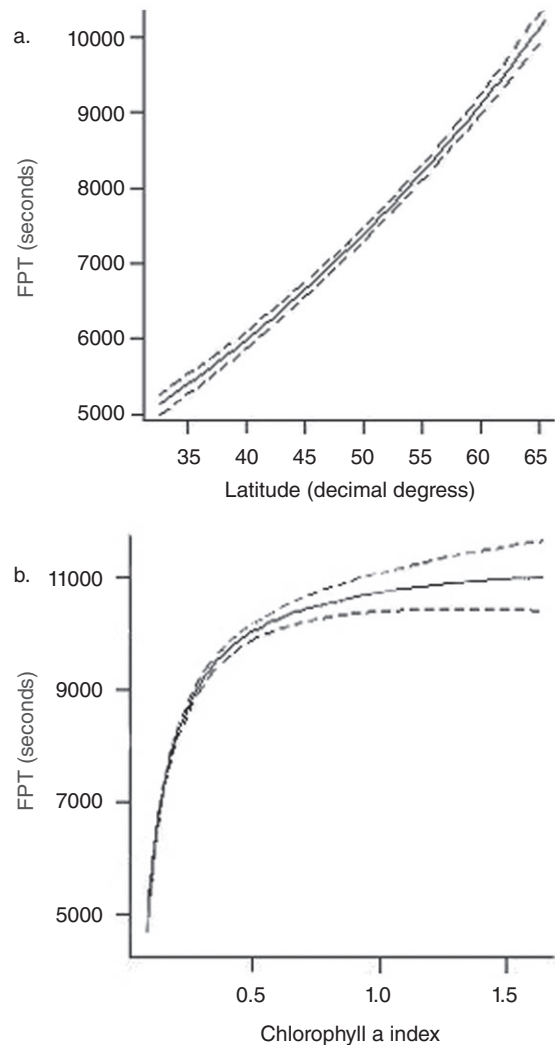 a.
10000
9000
8000
7000
6000
5000
FPT (seconds)
35 40 45 50 55 60 65
Latitude (decimal degress)
b.
11000
9000
7000
5000
FPT (seconds)
0.5 1.0 1.5
Chlorophyll a index